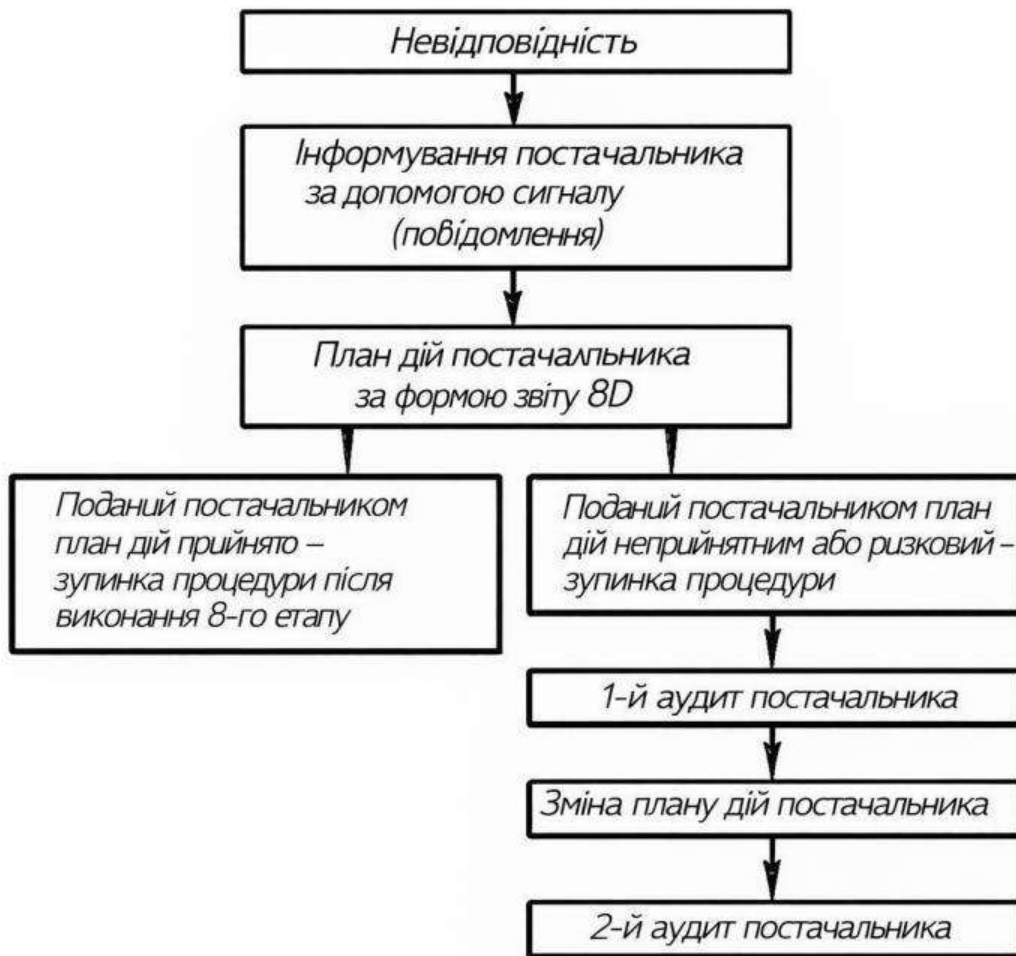 Невідповідність
Інформування постачальника
за допомогою сигналу
(повідомлення)
План дій постачалпьника
за формою звіту 8D
Поданий постачальником
план дій прийнято –
зупинка процедури після
виконання 8-го етапу
Поданий постачальником план
дій неприйнятним або ризковий –
зупинка процедури
1-й аудит постачальника
Зміна плану дій постачальника
2-й аудит постачальника